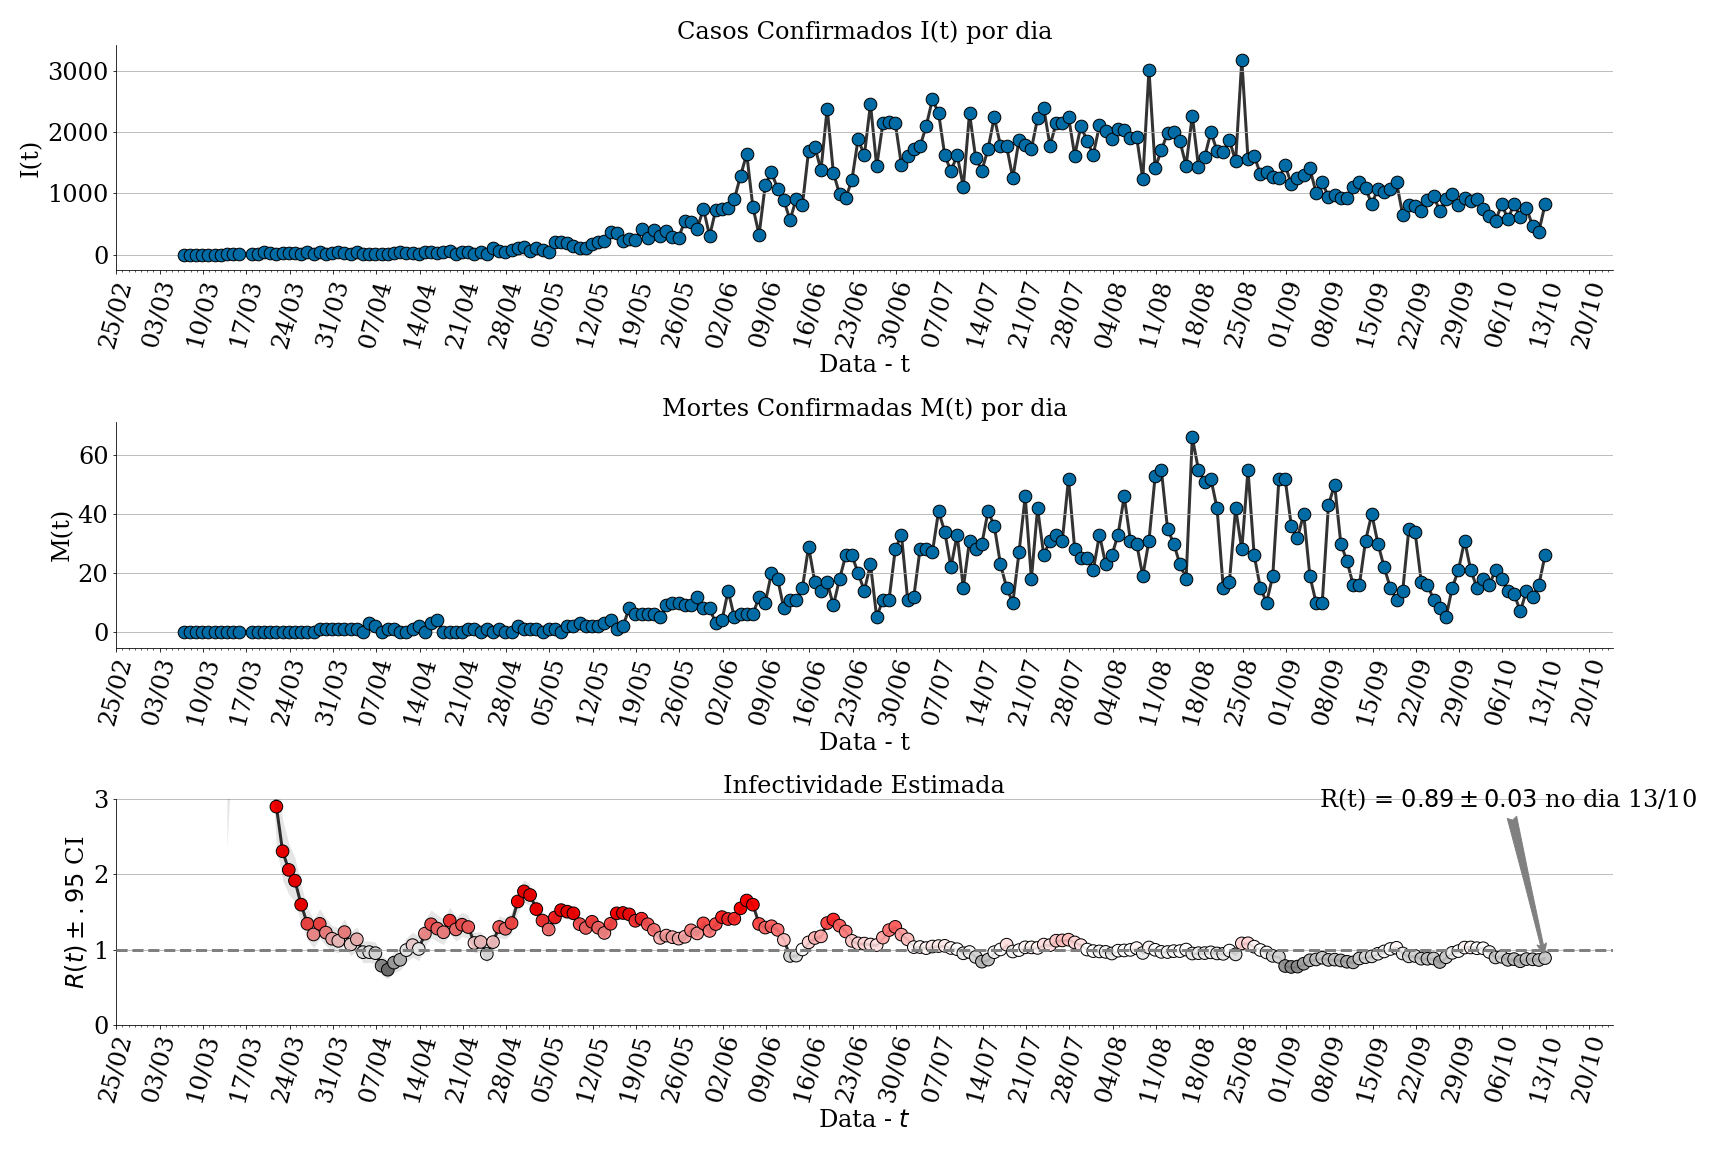 Casos Confirmados I(t) por dia
3000
2000
1000
0
I(t)
25/02 03/03 10/03 17/03 24/03 31/03 07/04 14/04 21/04 28/04 05/05 12/05 19/05 26/05 02/06 09/06 16/06 23/06 30/06 07/07 14/07 21/07 28/07 04/08 11/08 18/08 25/08 01/09 08/09 15/09 22/09 29/09 06/10 13/10 20/10
Data - t
Mortes Confirmadas M(t) por dia
60
40
20
0
M(t)
25/02 03/03 10/03 17/03 24/03 31/03 07/04 14/04 21/04 28/04 05/05 12/05 19/05 26/05 02/06 09/06 16/06 23/06 30/06 07/07 14/07 21/07 28/07 04/08 11/08 18/08 25/08 01/09 08/09 15/09 22/09 29/09 06/10 13/10 20/10
Data - t
Infectividade Estimada
R(t) = 0.89 ± 0.03 no dia 13/10
3
2
1
0
R(t) ± .95 CI
25/02 03/03 10/03 17/03 24/03 31/03 07/04 14/04 21/04 28/04 05/05 12/05 19/05 26/05 02/06 09/06 16/06 23/06 30/06 07/07 14/07 21/07 28/07 04/08 11/08 18/08 25/08 01/09 08/09 15/09 22/09 29/09 06/10 13/10 20/10
Data - t